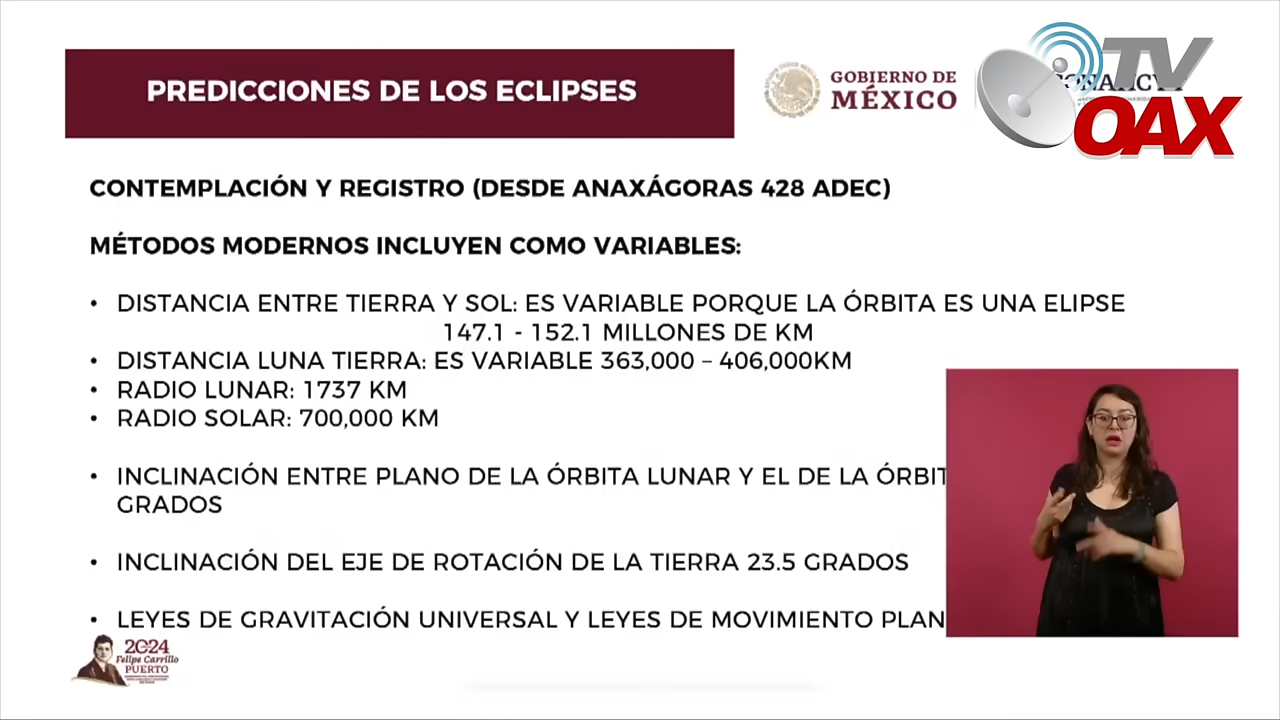 PREDICCIONES DE LOS ECLIPSES
GOBIERNO DE
MÉXICO
TV
OAX
CONTEMPLACIÓN Y REGISTRO (DESDE ANAXÁGORAS 428 ADEC)
MÉTODOS MODERNOS INCLUYEN COMO VARIABLES:
• DISTANCIA ENTRE TIERRA Y SOL: ES VARIABLE PORQUE LA ÓRBITA ES UNA ELIPSE
147.1 - 152.1 MILLONES DE KM
• DISTANCIA LUNA TIERRA: ES VARIABLE 363,000 – 406,000KM
• RADIO LUNAR: 1737 KM
• RADIO SOLAR: 700,000 KM
• INCLINACIÓN ENTRE PLANO DE LA ÓRBITA LUNAR Y EL DE LA ÓRBIT
GRADOS
• INCLINACIÓN DEL EJE DE ROTACIÓN DE LA TIERRA 23.5 GRADOS
• LEYES DE GRAVITACIÓN UNIVERSAL Y LEYES DE MOVIMIENTO PLAN
2024
Felipe Carrillo
PUERTO